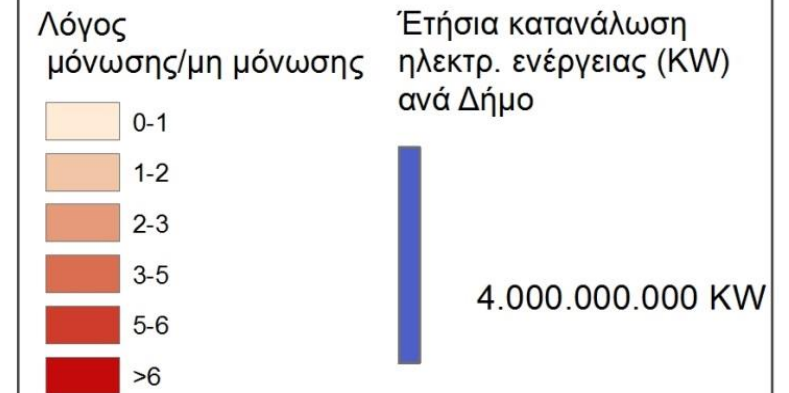 Λόγος
μόνωσης/μη μόνωσης
0-1
1-2
2-3
3-5
5-6
>6
Έτήσια κατανάλωση
ηλεκτρ. ενέργειας (KW)
ανά Δήμο
4.000.000.000 KW